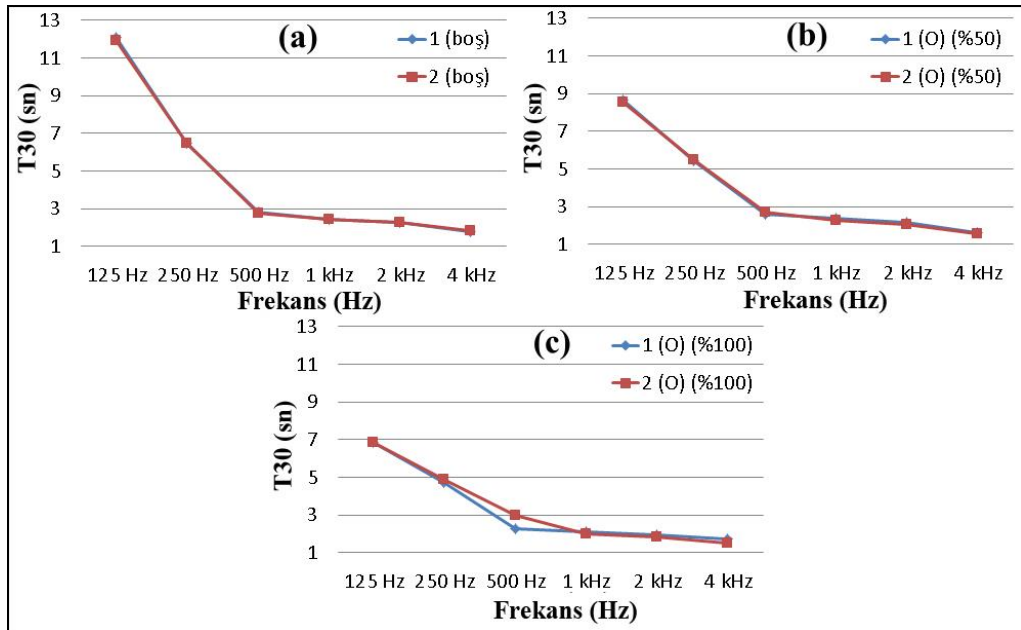 (a)
1 (boş)
2 (boş)
T30 (sn)
13
11
9
7
5
3
1
125 Hz 250 Hz 500 Hz 1 kHz 2 kHz 4 kHz
Frekans (Hz)
(b)
1 (O) (%50)
2 (O) (%50)
T30 (sn)
13
11
9
7
5
3
1
125 Hz 250 Hz 500 Hz 1 kHz 2 kHz 4 kHz
Frekans (Hz)
(c)
1 (O) (%100)
2 (O) (%100)
T30 (sn)
13
11
9
7
5
3
1
125 Hz 250 Hz 500 Hz 1 kHz 2 kHz 4 kHz
Frekans (Hz)